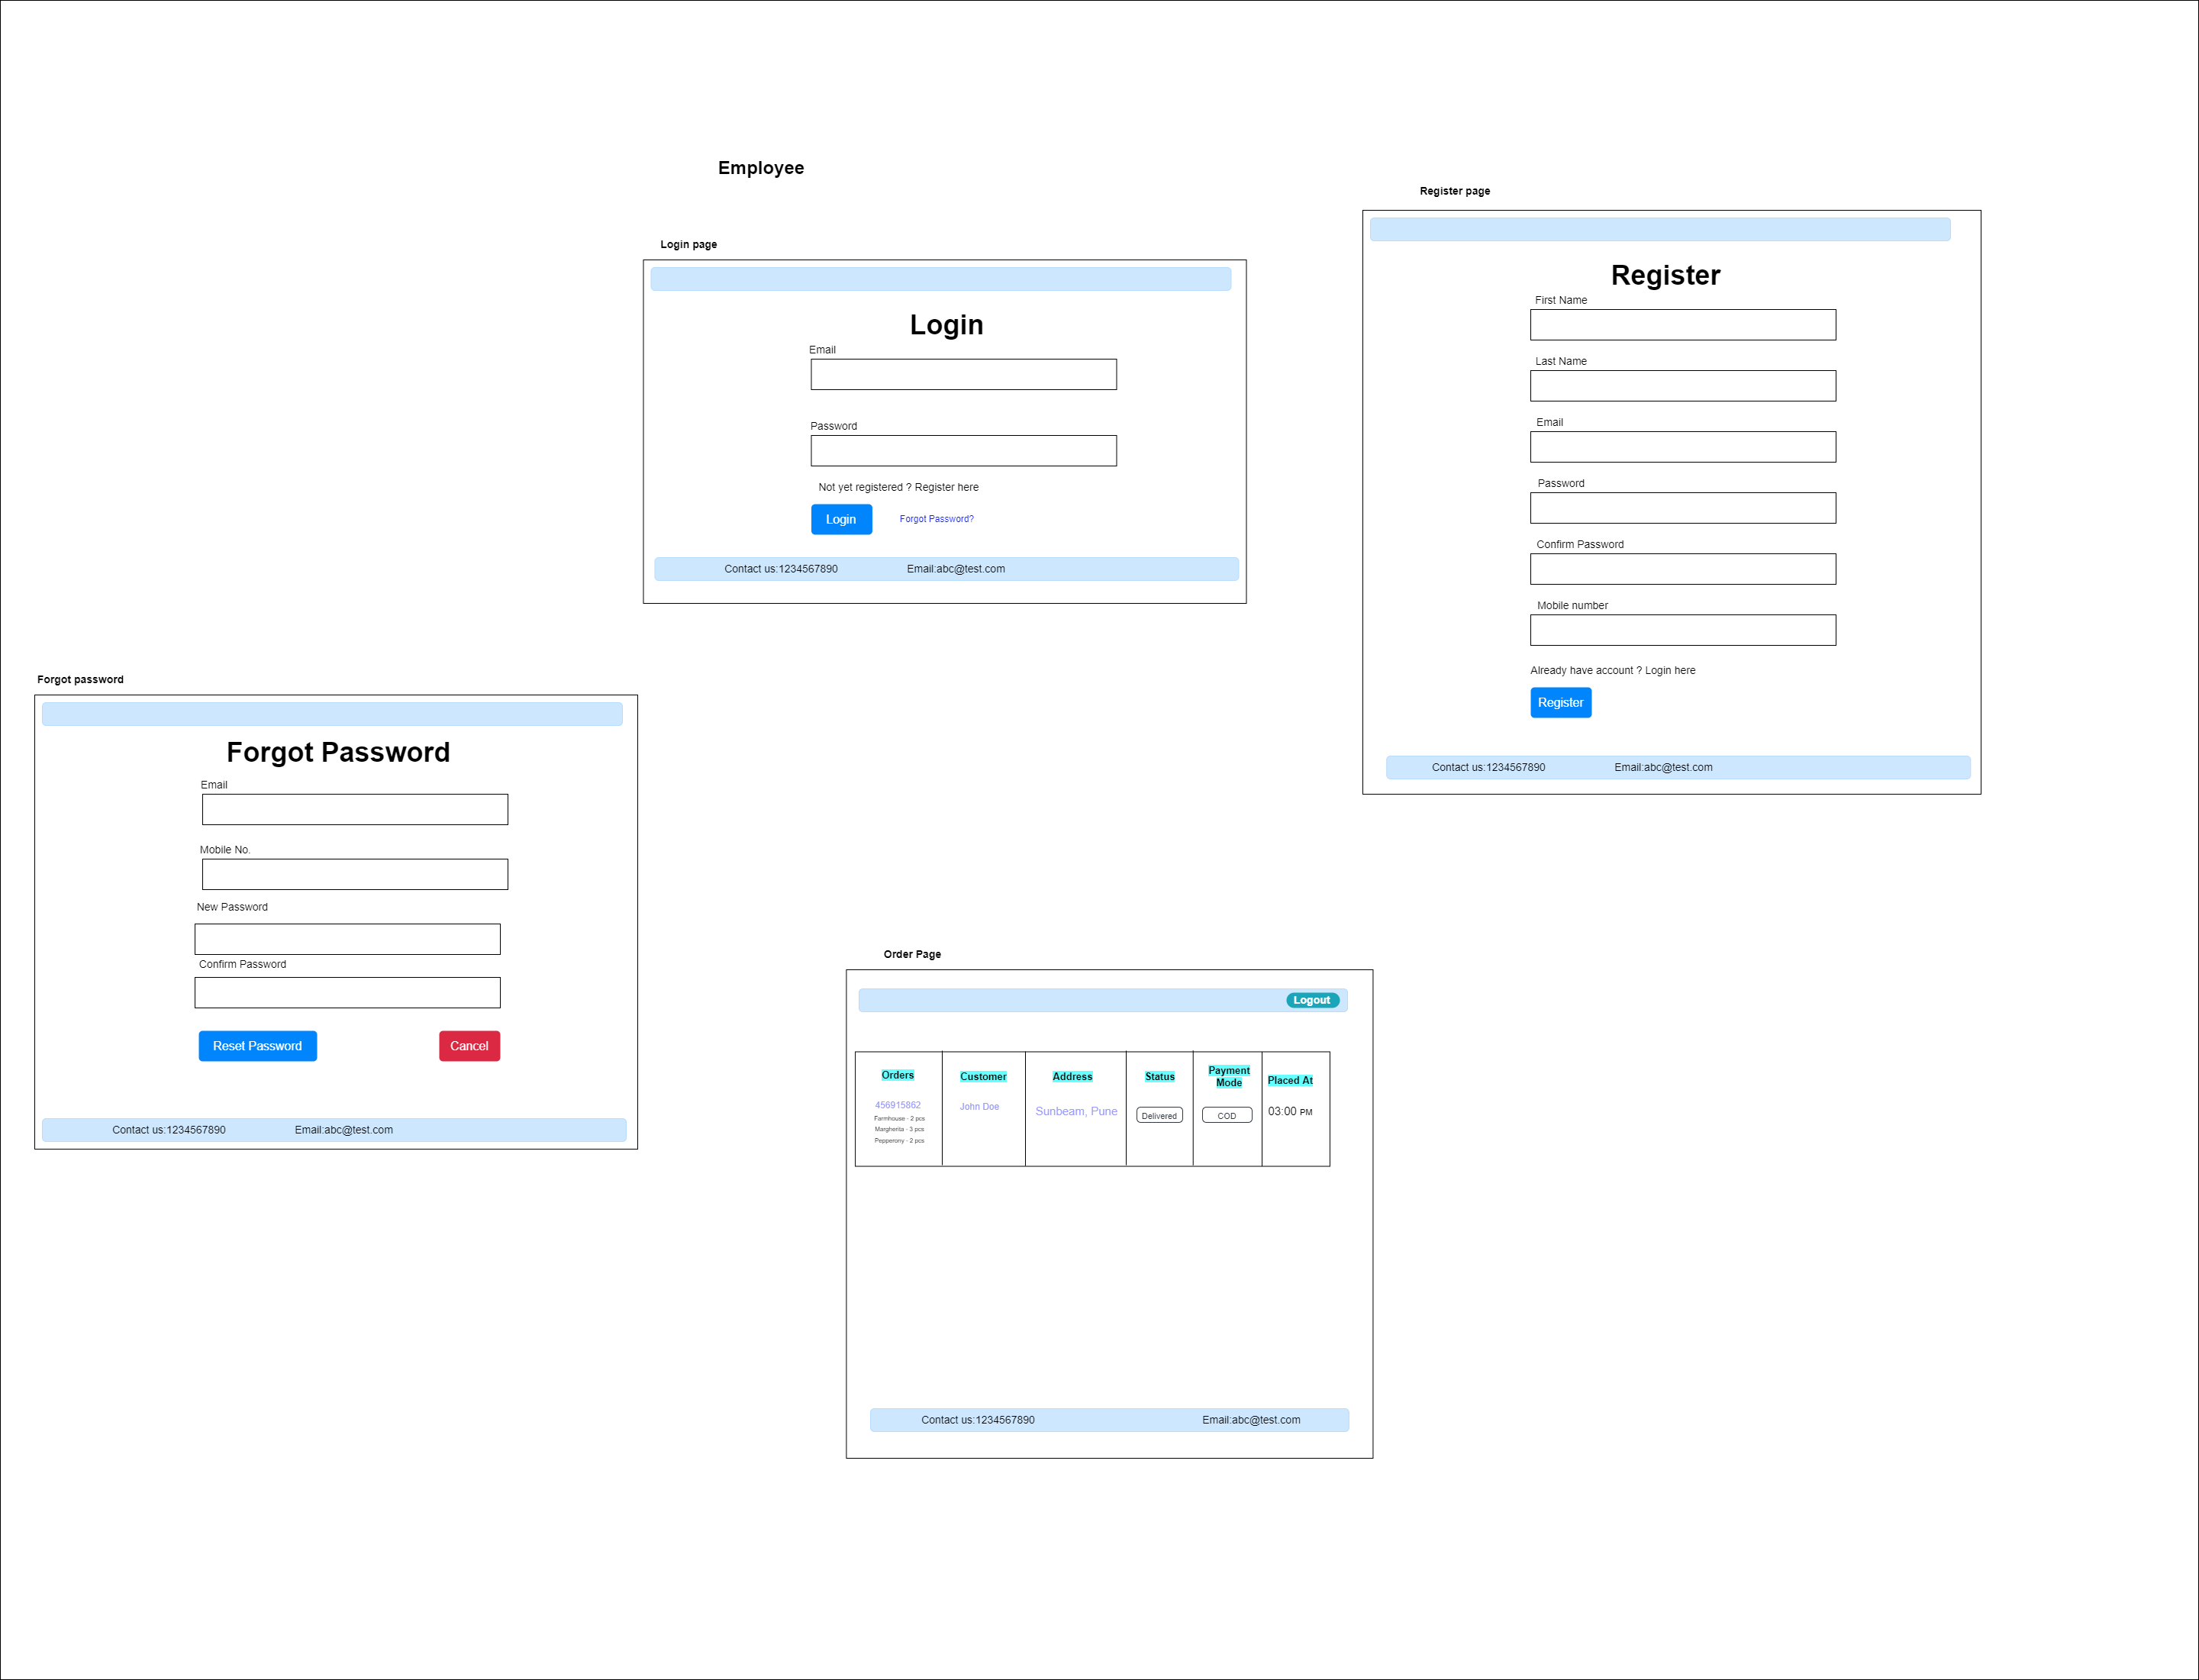 Employee
Login page
Login
Email
Password
Not yet registered ? Register here
Login
Forgot Password?
Contact us:1234567890
Email:abc@test.com
Register page
Register
First Name
Last Name
Email
Password
Confirm Password
Mobile number
Already have account ? Login here
Register
Contact us:1234567890
Email:abc@test.com
Forgot password
Forgot Password
Email
Mobile No.
New Password
Confirm Password
Reset Password
Cancel
Contact us:1234567890
Email:abc@test.com
Order Page
Logout
Orders
456915862
Farmhouse - 2 pcs
Margherita - 3 pcs
Pepperony - 2 pcs
Customer
John Doe
Address
Sunbeam, Pune
Status
Delivered
Payment
Mode
COD
Placed At
03:00 PM
Contact us:1234567890
Email:abc@test.com